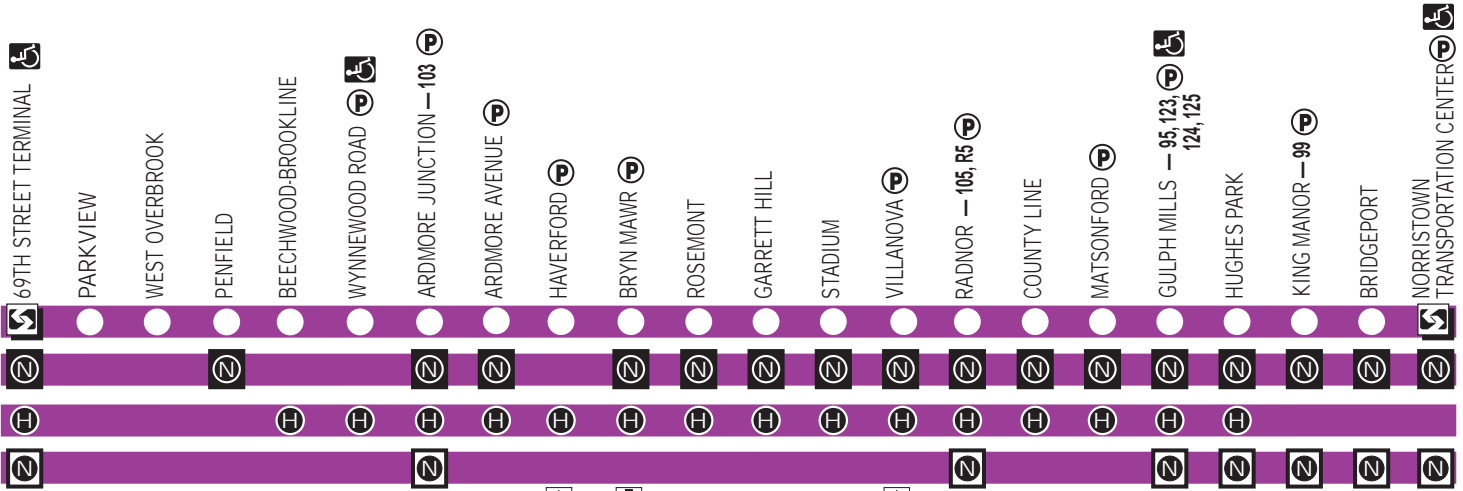 69TH STREET TERMINAL
PARKVIEW
WEST OVERBROOK
PENFIELD
BEECHWOOD-BROOKLINE
WYNNEWOOD ROAD P
ARDMORE JUNCTION — 103 P
ARDMORE AVENUE P
HAVERFORD P
BRYN MAWR P
ROSEMONT
GARRETT HILL
STADIUM
VILLANOVA P
RADNOR — 105, R5 P
COUNTY LINE
MATSONFORD P
GULPH MILLS — 95, 123, P
124, 125
HUGHES PARK
KING MANOR — 99 P
BRIDGEPORT
NORRISTOWN
TRANSPORTATION CENTER P
N N N N N N N N N N N N N N N N N N
H H H H H H H H H H H H H H H H
N N N N N N N N